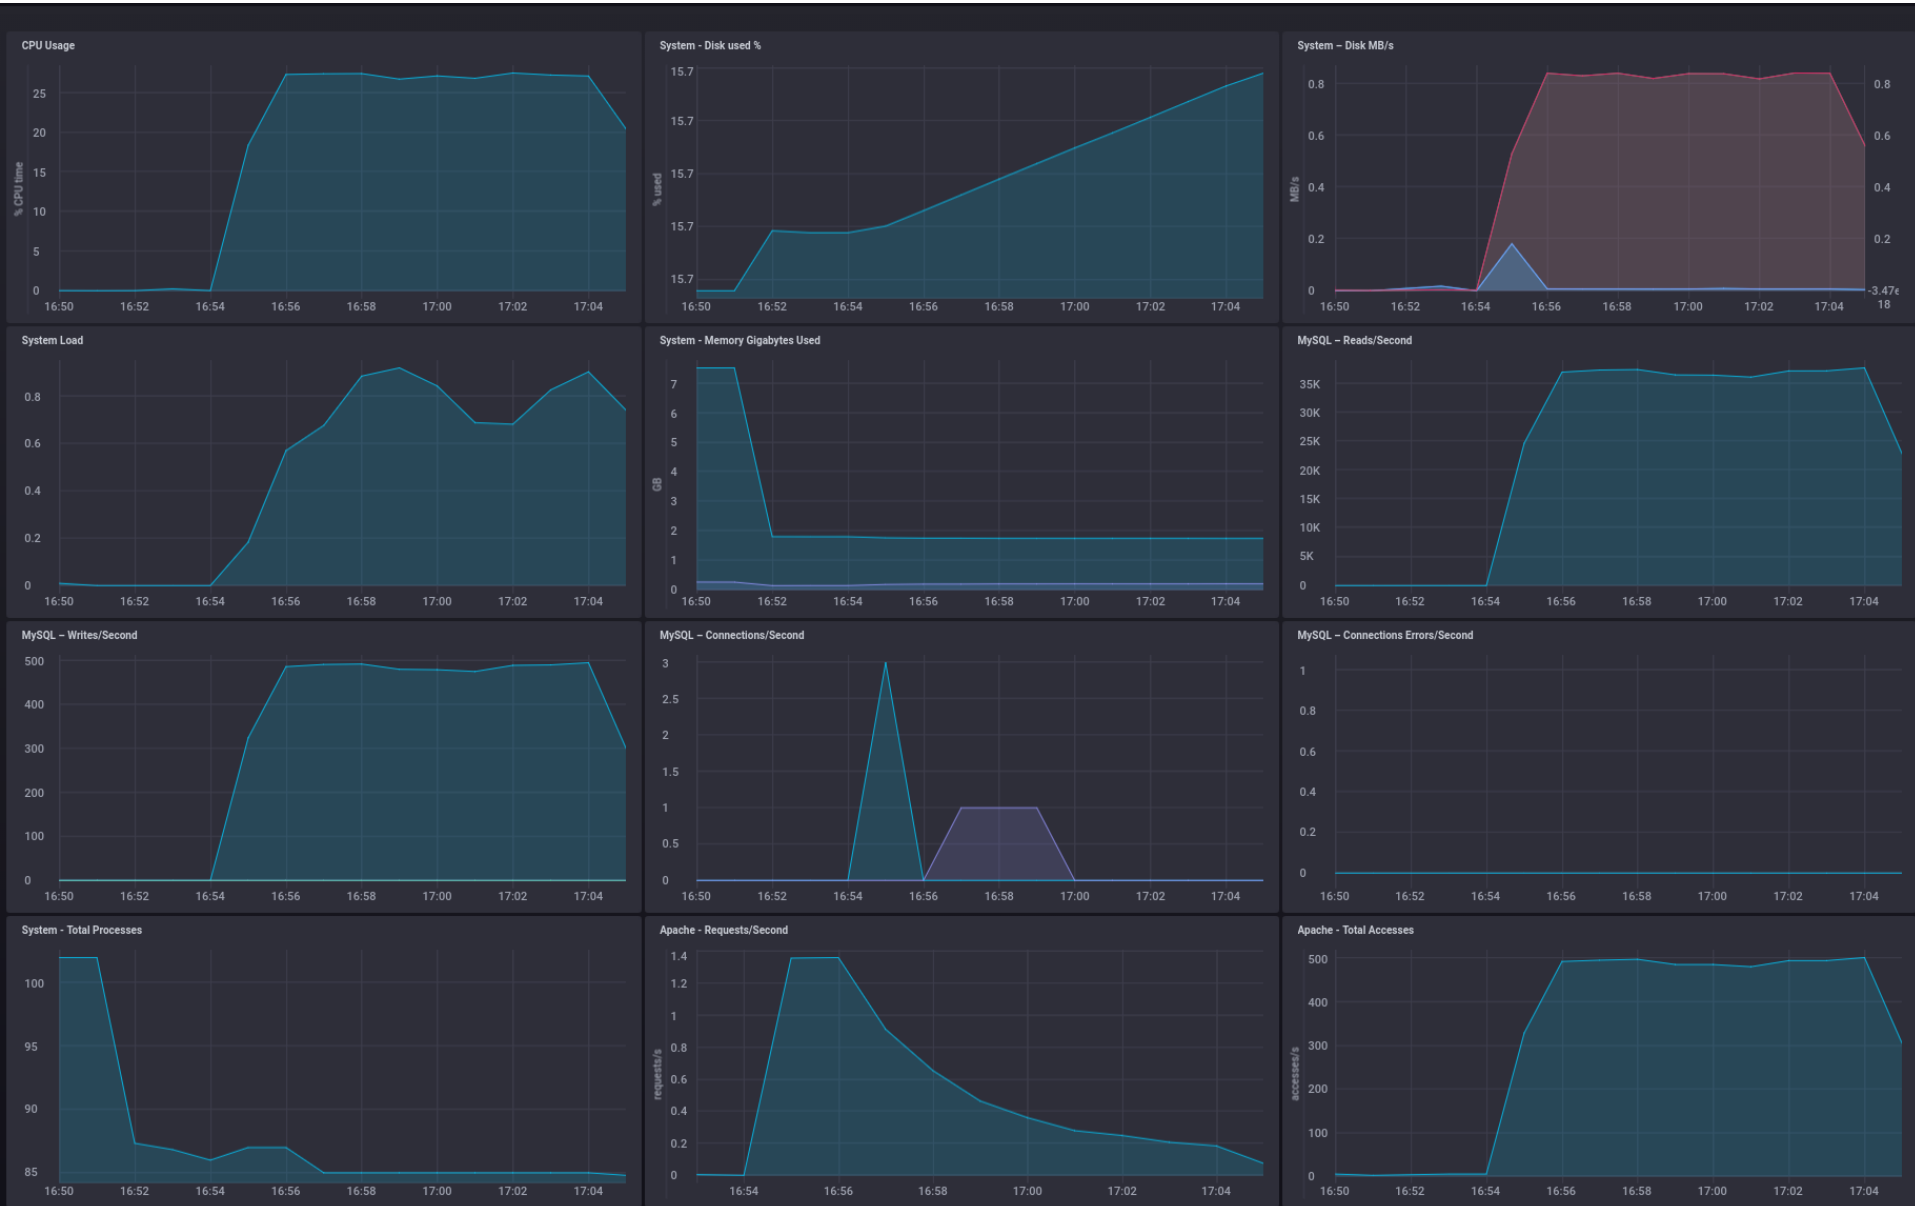 CPU Usage
25
20
15
10
5
0
% CPU time
16:50 16:52 16:54 16:56 16:58 17:00 17:02 17:04
System - Disk used %
15.7
15.7
15.7
15.7
15.7
% used
16:50 16:52 16:54 16:56 16:58 17:00 17:02 17:04
System – Disk MB/s
0.8 0.8
0.6 0.6
0.4 0.4
0.2 0.2
0 -3.47e
18
MB/s
16:50 16:52 16:54 16:56 16:58 17:00 17:02 17:04
System Load
0.8
0.6
0.4
0.2
0
16:50 16:52 16:54 16:56 16:58 17:00 17:02 17:04
System - Memory Gigabytes Used
7
6
5
4
3
2
1
0
GB
16:50 16:52 16:54 16:56 16:58 17:00 17:02 17:04
MySQL – Reads/Second
35K
30K
25K
20K
15K
10K
5K
0
16:50 16:52 16:54 16:56 16:58 17:00 17:02 17:04
MySQL – Writes/Second
500
400
300
200
100
0
16:50 16:52 16:54 16:56 16:58 17:00 17:02 17:04
MySQL – Connections/Second
3
2.5
2
1.5
1
0.5
0
16:50 16:52 16:54 16:56 16:58 17:00 17:02 17:04
MySQL – Connections Errors/Second
1
0.8
0.6
0.4
0.2
0
16:50 16:52 16:54 16:56 16:58 17:00 17:02 17:04
System - Total Processes
100
95
90
85
16:50 16:52 16:54 16:56 16:58 17:00 17:02 17:04
Apache - Requests/Second
1.4
1.2
1
0.8
0.6
0.4
0.2
0
requests/s
16:54 16:56 16:58 17:00 17:02 17:04
Apache - Total Accesses
500
400
300
200
100
0
accesses/s
16:50 16:52 16:54 16:56 16:58 17:00 17:02 17:04